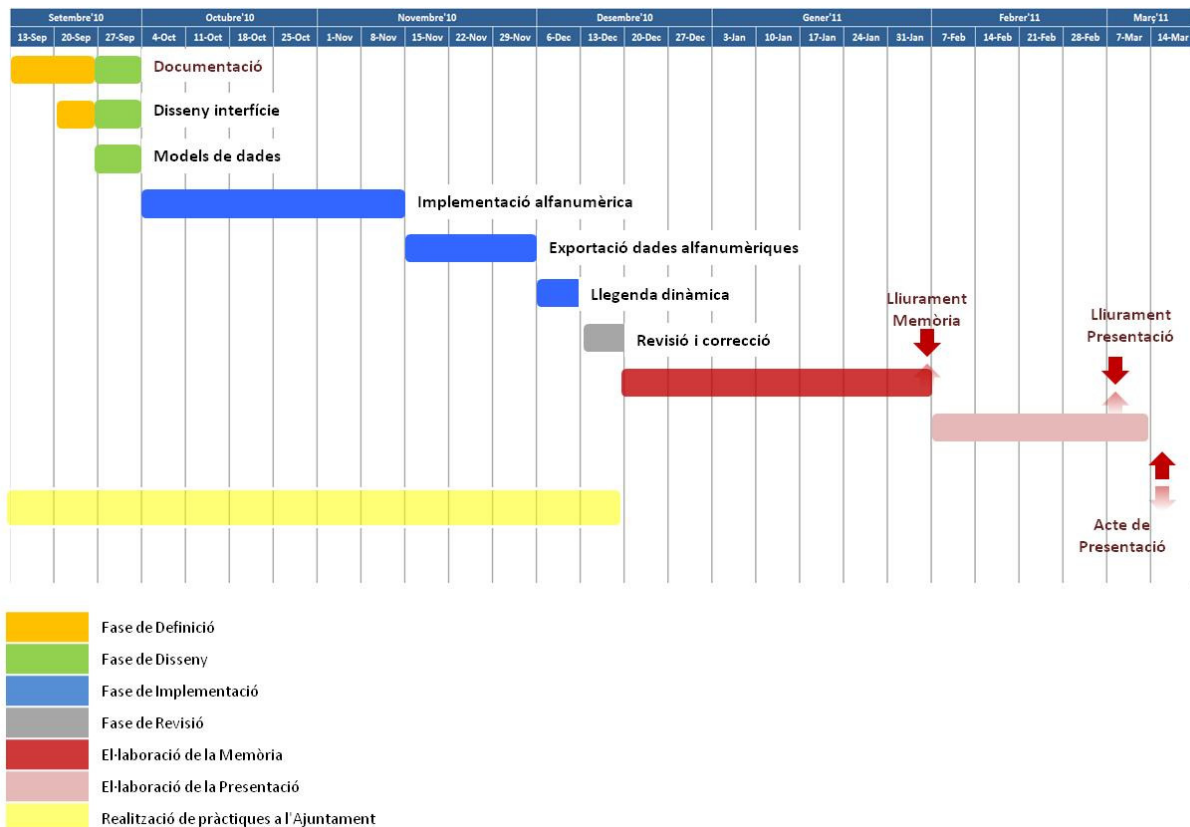 Setembre'10 Octubre'10 Novembre'10 Desembre'10 Gener'11 Febrer'11 Març'11
13-Sep 20-Sep 27-Sep 4-Oct 11-Oct 18-Oct 25-Oct 1-Nov 8-Nov 15-Nov 22-Nov 29-Nov 6-Dec 13-Dec 20-Dec 27-Dec 3-Jan 10-Jan 17-Jan 24-Jan 31-Jan 7-Feb 14-Feb 21-Feb 28-Feb 7-Mar 14-Mar
Documentació
Disseny interfície
Models de dades
Implementació alfanumèrica
Exportació dades alfanumèriques
Llegenda dinàmica
Lliurament
Memòria
Lliurament
Presentació
Revisió i correcció
Acte de
Presentació
Fase de Definició
Fase de Disseny
Fase de Implementació
Fase de Revisió
El·laboració de la Memòria
El·laboració de la Presentació
Realització de pràctiques a l'Ajuntament